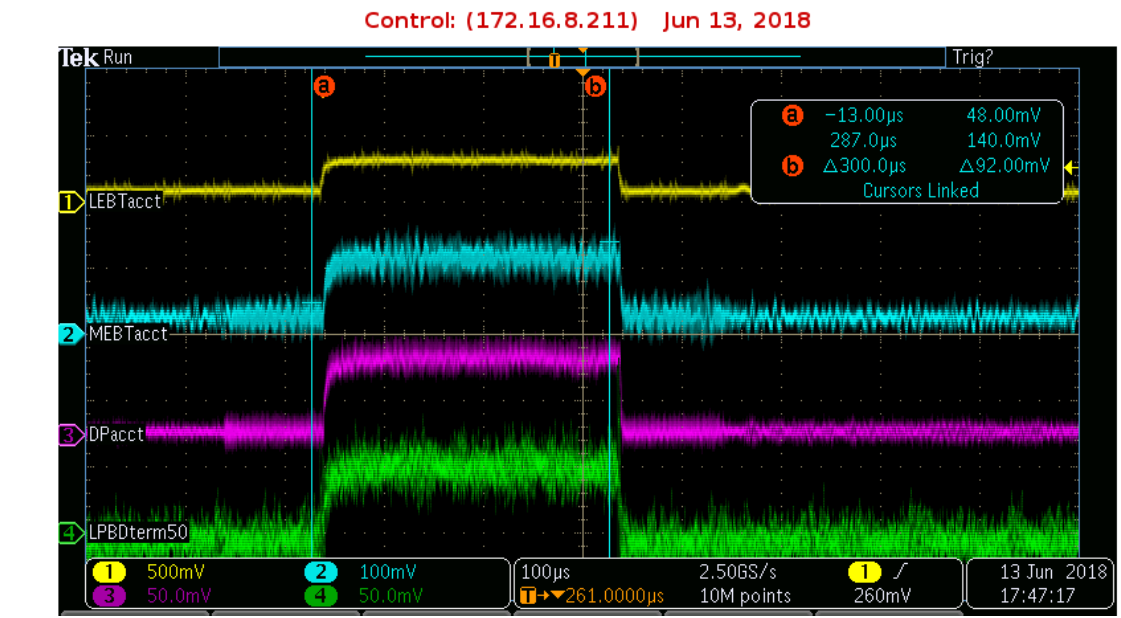 Control: (172.16.8.211) Jun 13, 2018
Tek Run Trig?
T
a b
a −13.00µs 48.00mV
287.0µs 140.0mV
b △300.0µs △92.00mV
Cursors Linked
1 LEBTacct
2 MEBTacct
3 DPacct
4 LPBDterm50
1 500mV 2 100mV
3 50.0mV 4 50.0mV
100µs 2.50GS/s 1
T→▼261.0000µs 10M points 260mV
13 Jun 2018
17:47:17